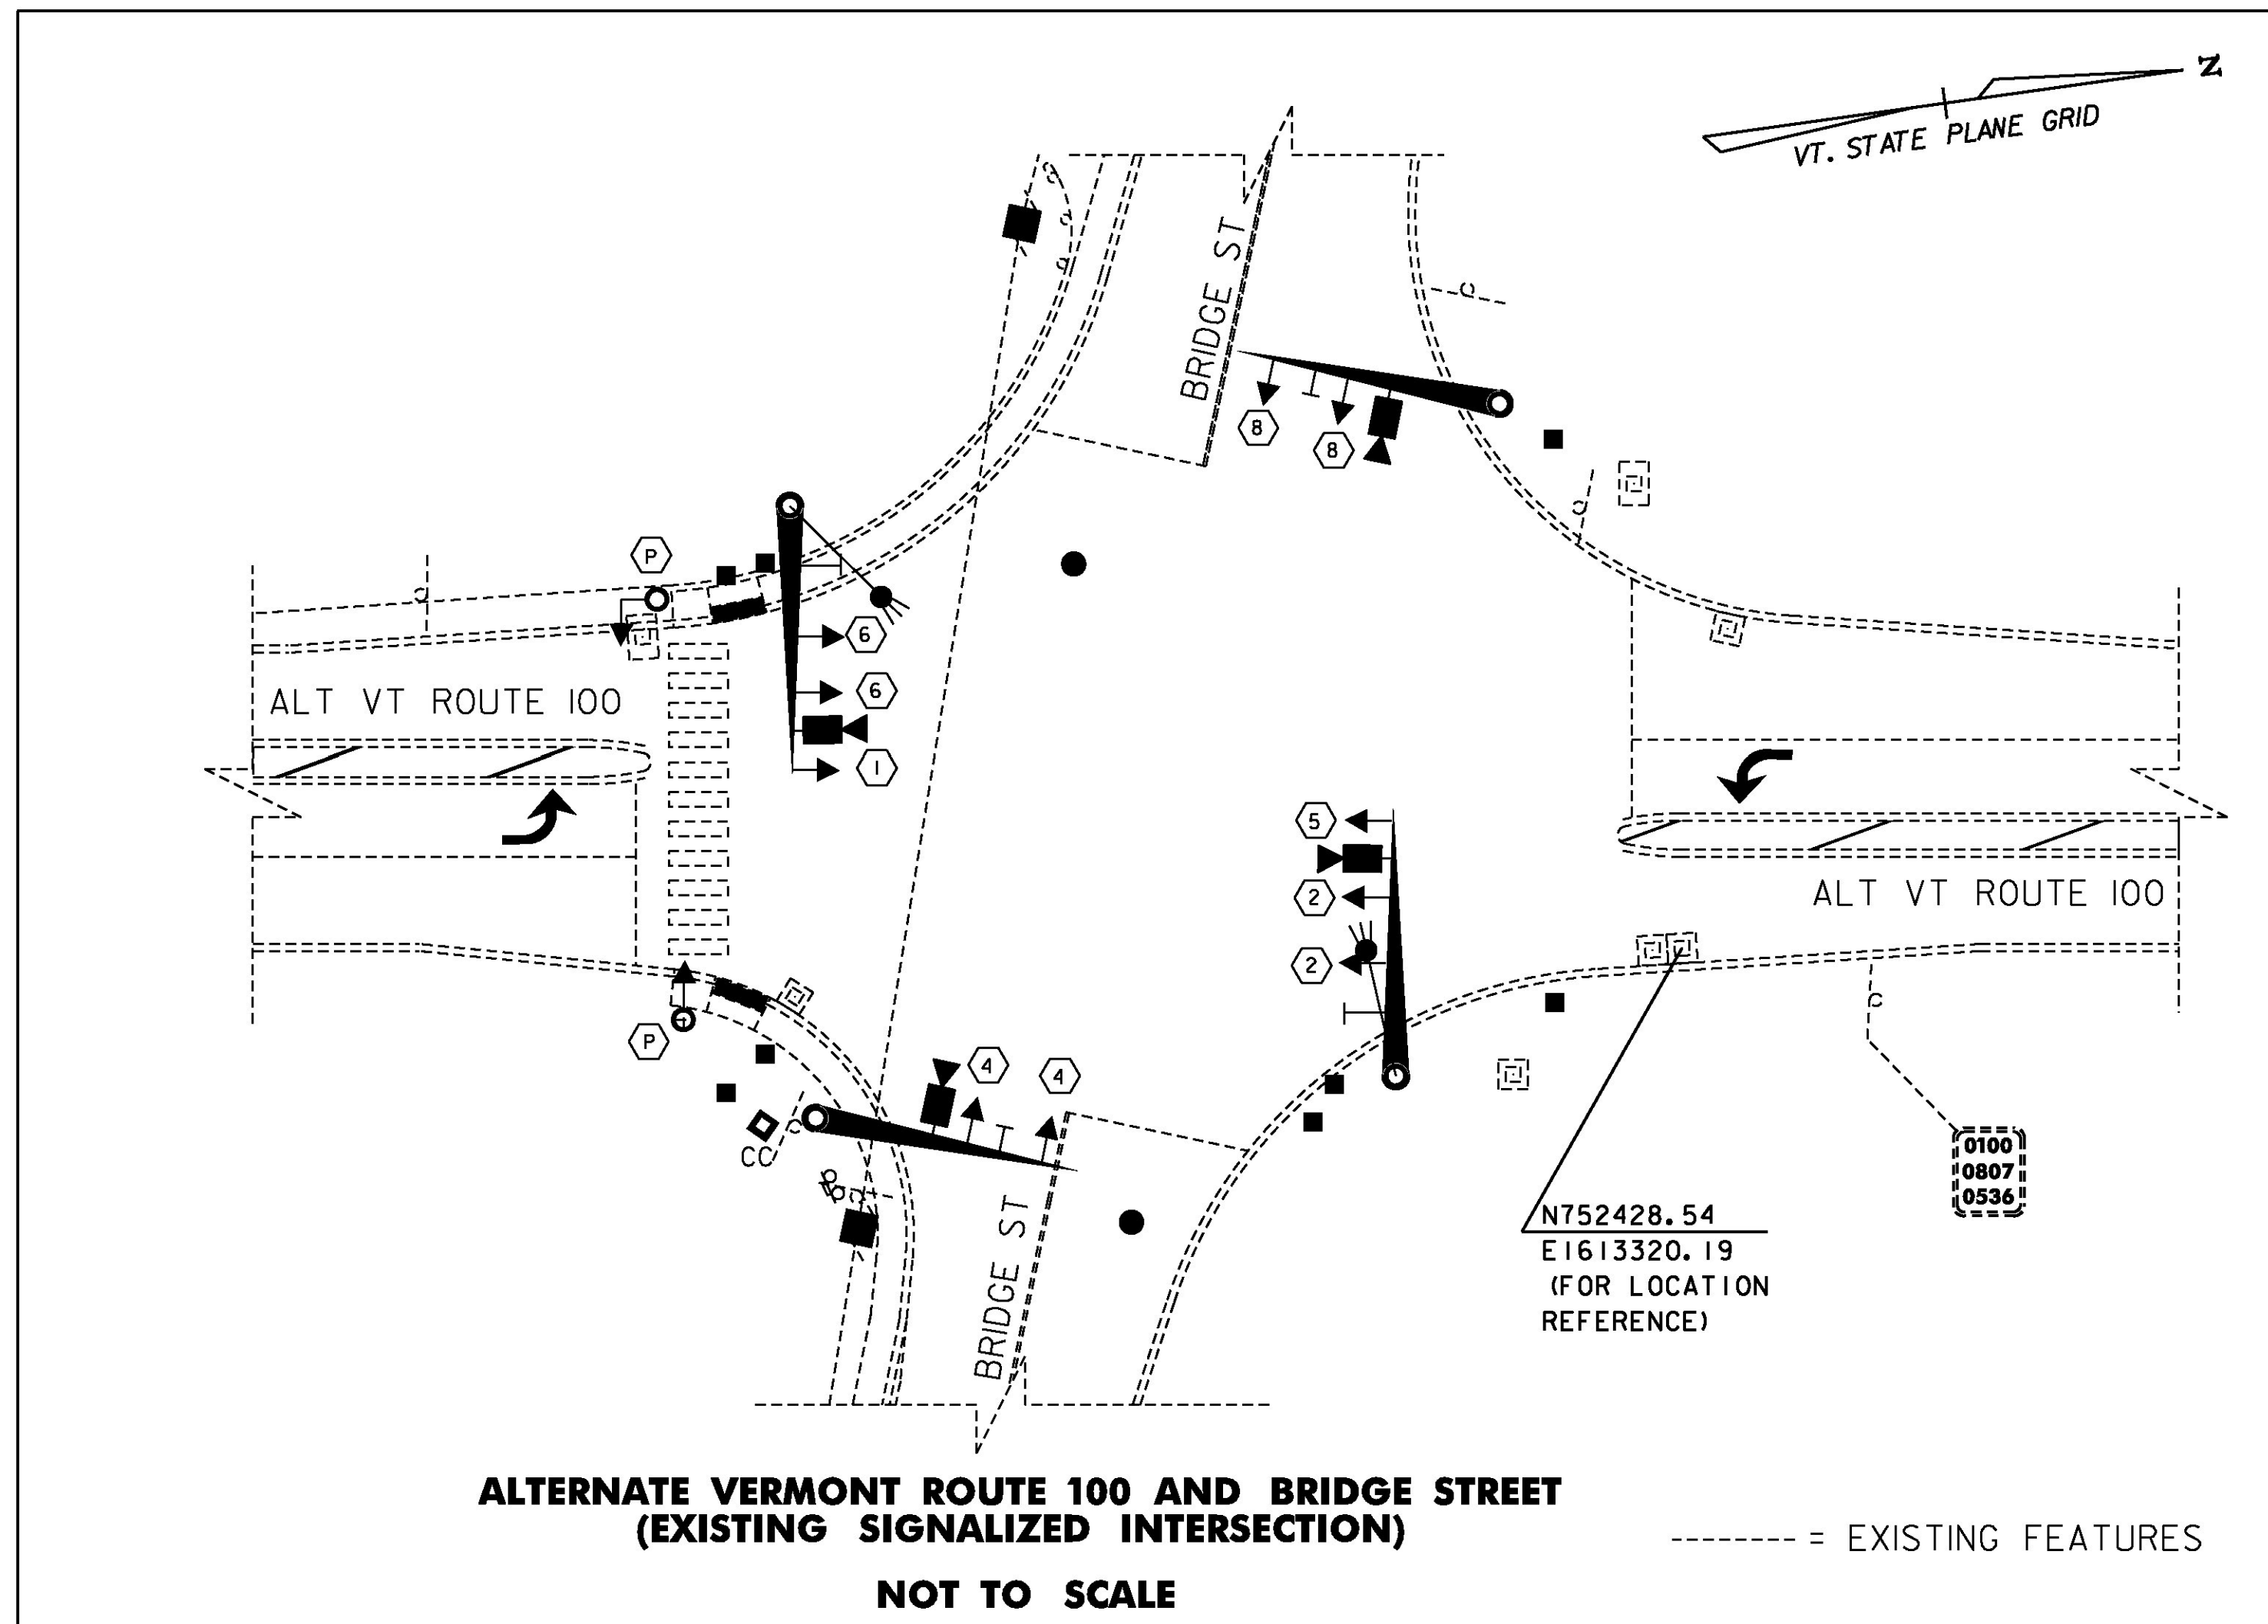 Z
VT. STATE PLANE GRID
BRIDGE ST
8
8
P
6
ALT VT ROUTE 100
6
1
5
2
ALT VT ROUTE 100
2
P
4
4
CC
BRIDGE ST
0100
0807
0536
N752428.54
E1613320.19
(FOR LOCATION
REFERENCE)
ALTERNATE VERMONT ROUTE 100 AND BRIDGE STREET
(EXISTING SIGNALIZED INTERSECTION)
= EXISTING FEATURES
NOT TO SCALE